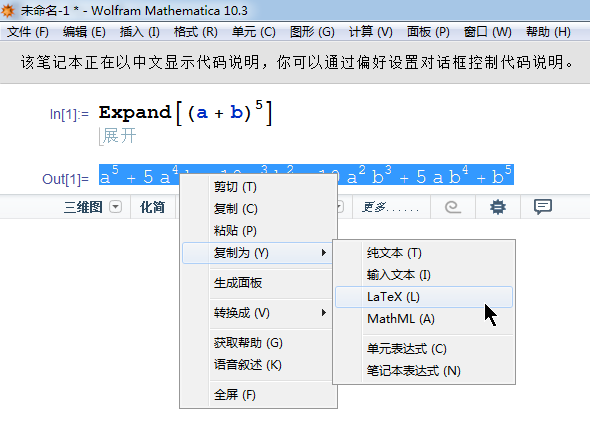 未命名-1 * - Wolfram Mathematica 10.3
文件 (F) 编辑 (E) 插入 (I) 格式 (R) 单元 (C) 图形 (G) 计算 (V) 面板 (P) 窗口 (W) 帮助 (H)
该笔记本正在以中文显示代码说明，你可以通过偏好设置对话框控制代码说明。
In[1]:= Expand[(a + b)^5]
展开
Out[1]= a^5 + 5 a^4 b + 10 a^3 b^2 + 10 a^2 b^3 + 5 a b^4 + b^5
三维图 化简 更多......
剪切 (T)
复制 (C)
粘贴 (P)
复制为 (Y)
生成面板
转换成 (V)
获取帮助 (G)
语音叙述 (K)
全屏 (F)
纯文本 (T)
输入文本 (I)
LaTeX (L)
MathML (A)
单元表达式 (C)
笔记本表达式 (N)